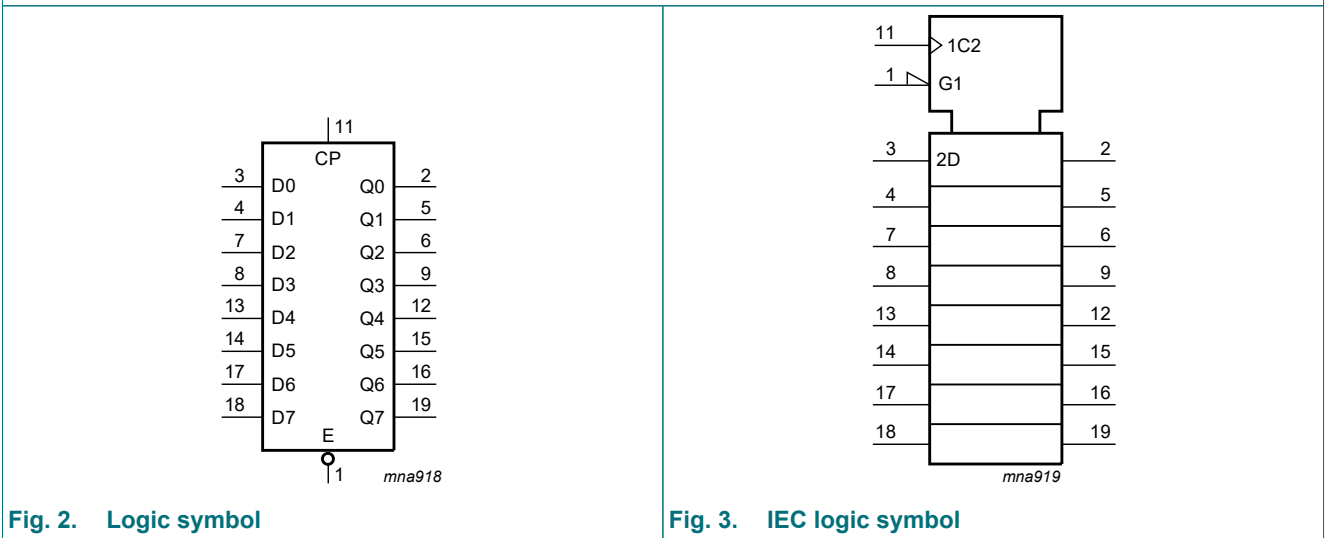 11
CP
3 D0 Q0 2
4 D1 Q1 5
7 D2 Q2 6
8 D3 Q3 9
13 D4 Q4 12
14 D5 Q5 15
17 D6 Q6 16
18 D7 Q7 19
E
1
mna918
Fig. 2. Logic symbol
11 1C2
1 G1
3 2D 2
4 5
7 6
8 9
13 12
14 15
17 16
18 19
mna919
Fig. 3. IEC logic symbol